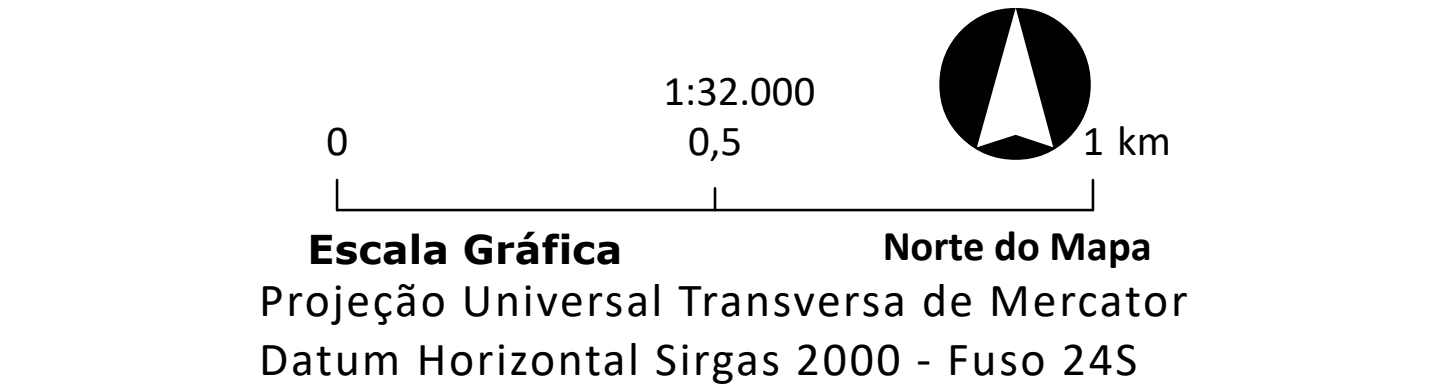 1:32.000
0 0,5 1 km
Escala Gráfica Norte do Mapa
Projeção Universal Transversa de Mercator
Datum Horizontal Sirgas 2000 - Fuso 24S